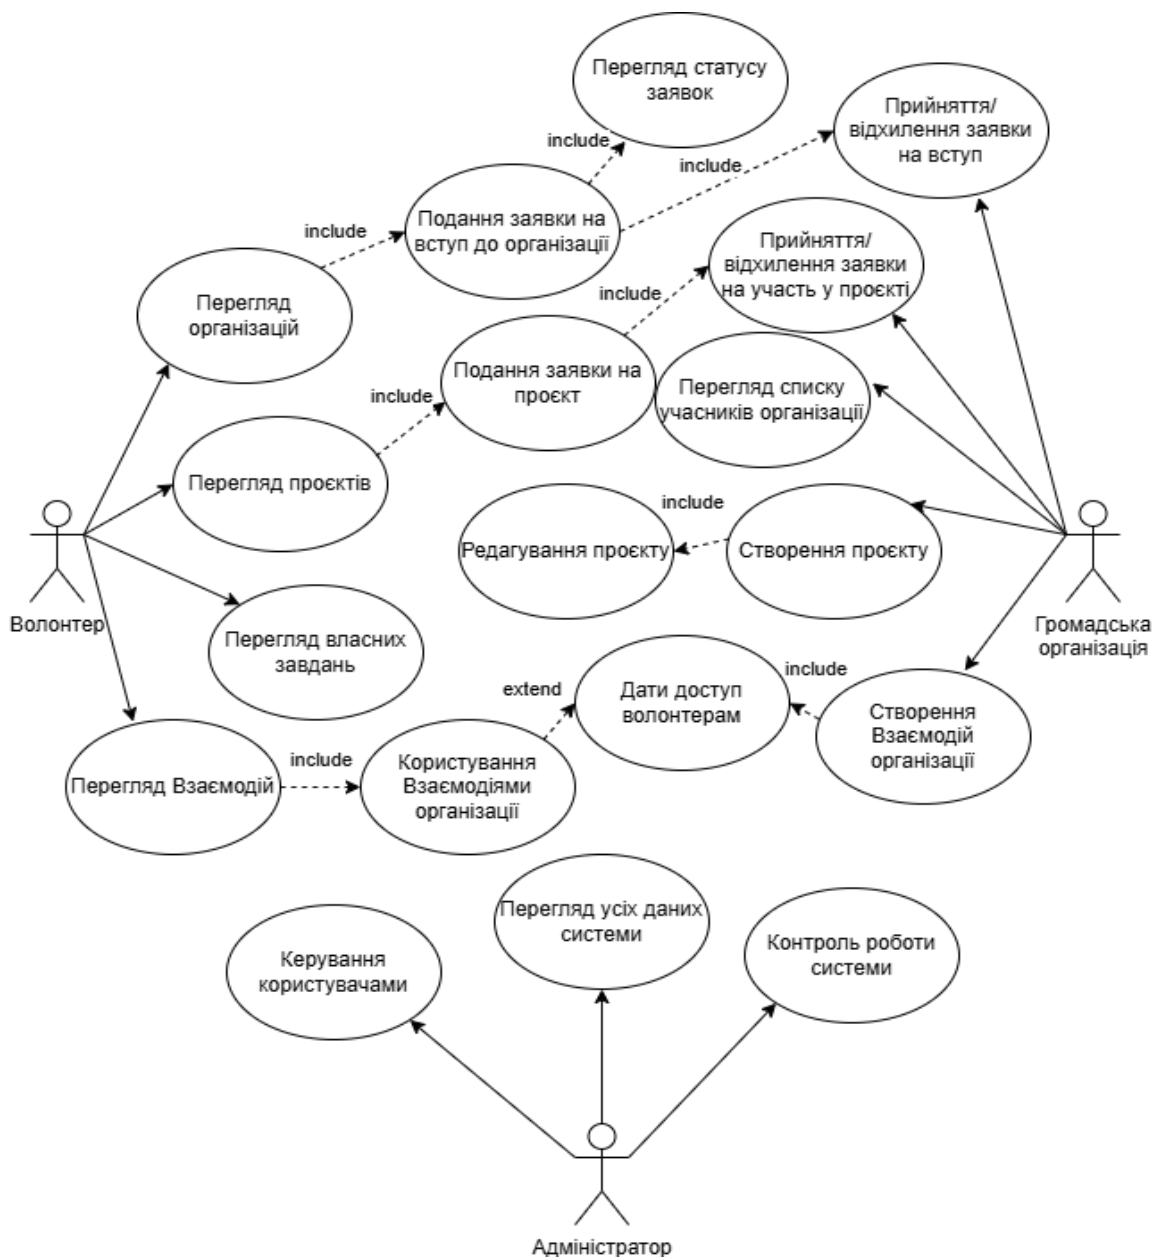 Перегляд статусу
заявок
Прийняття/
відхилення заявки
на вступ
include
include
Подання заявки на
вступ до організації
include
Прийняття/
відхилення заявки
на участь у проєкті
include
Перегляд
організацій
Подання заявки на
проєкт
Перегляд списку
учасників організації
include
Перегляд проєктів
include
Редагування проєкту
Створення проєкту
Волонтер
Громадська
організація
Перегляд власних
завдань
extend
Дати доступ
волонтерам
include
Створення
Взаємодій
організації
Перегляд Взаємодій
include
Користування
Взаємодіями
організації
Перегляд усіх даних
системи
Керування
користувачами
Контроль роботи
системи
Адміністратор